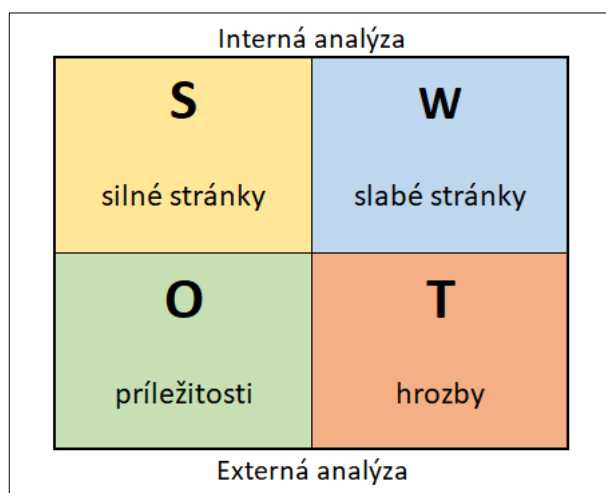 Interná analýza
S
W
silné stránky
slabé stránky
O
T
príležitosti
hrozby
Externá analýza